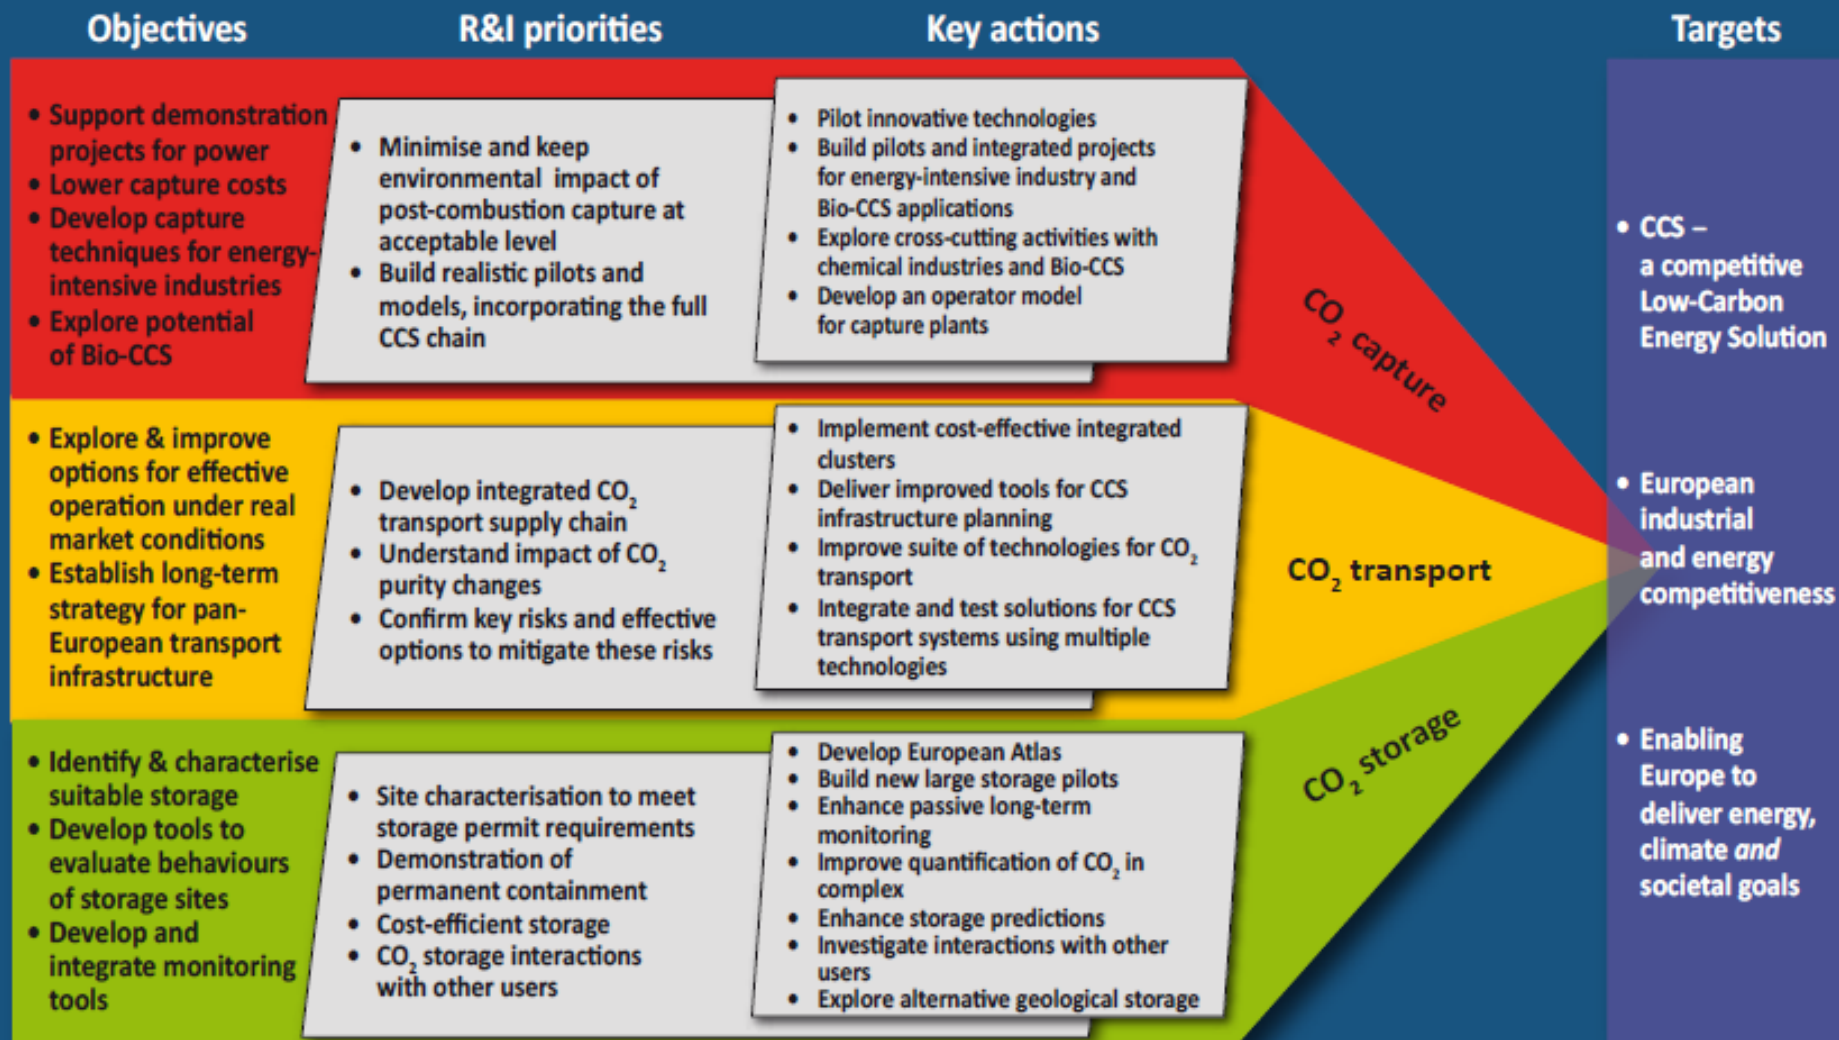 Objectives
R&I priorities
Key actions
Targets
• Support demonstration
projects for power
• Lower capture costs
• Develop capture
techniques for energy-
intensive industries
• Explore potential
of Bio-CCS
• Minimise and keep
environmental impact of
post-combustion capture at
acceptable level
• Build realistic pilots and
models, incorporating the full
CCS chain
• Pilot innovative technologies
• Build pilots and integrated projects
for energy-intensive industry and
Bio-CCS applications
• Explore cross-cutting activities with
chemical industries and Bio-CCS
• Develop an operator model
for capture plants
CO₂ capture
• Explore & improve
options for effective
operation under real
market conditions
• Establish long-term
strategy for pan-
European transport
infrastructure
• Develop integrated CO₂
transport supply chain
• Understand impact of CO₂
purity changes
• Confirm key risks and effective
options to mitigate these risks
• Implement cost-effective integrated
clusters
• Deliver improved tools for CCS
infrastructure planning
• Improve suite of technologies for CO₂
transport
• Integrate and test solutions for CCS
transport systems using multiple
technologies
CO₂ transport
• Identify & characterise
suitable storage
• Develop tools to
evaluate behaviours
of storage sites
• Develop and
integrate monitoring
tools
• Site characterisation to meet
storage permit requirements
• Demonstration of
permanent containment
• Cost-efficient storage
• CO₂ storage interactions
with other users
• Develop European Atlas
• Build new large storage pilots
• Enhance passive long-term
monitoring
• Improve quantification of CO₂ in
complex
• Enhance storage predictions
• Investigate interactions with other
users
• Explore alternative geological storage
CO₂ storage
• CCS –
a competitive
Low-Carbon
Energy Solution
• European
industrial
and energy
competitiveness
• Enabling
Europe to
deliver energy,
climate and
societal goals